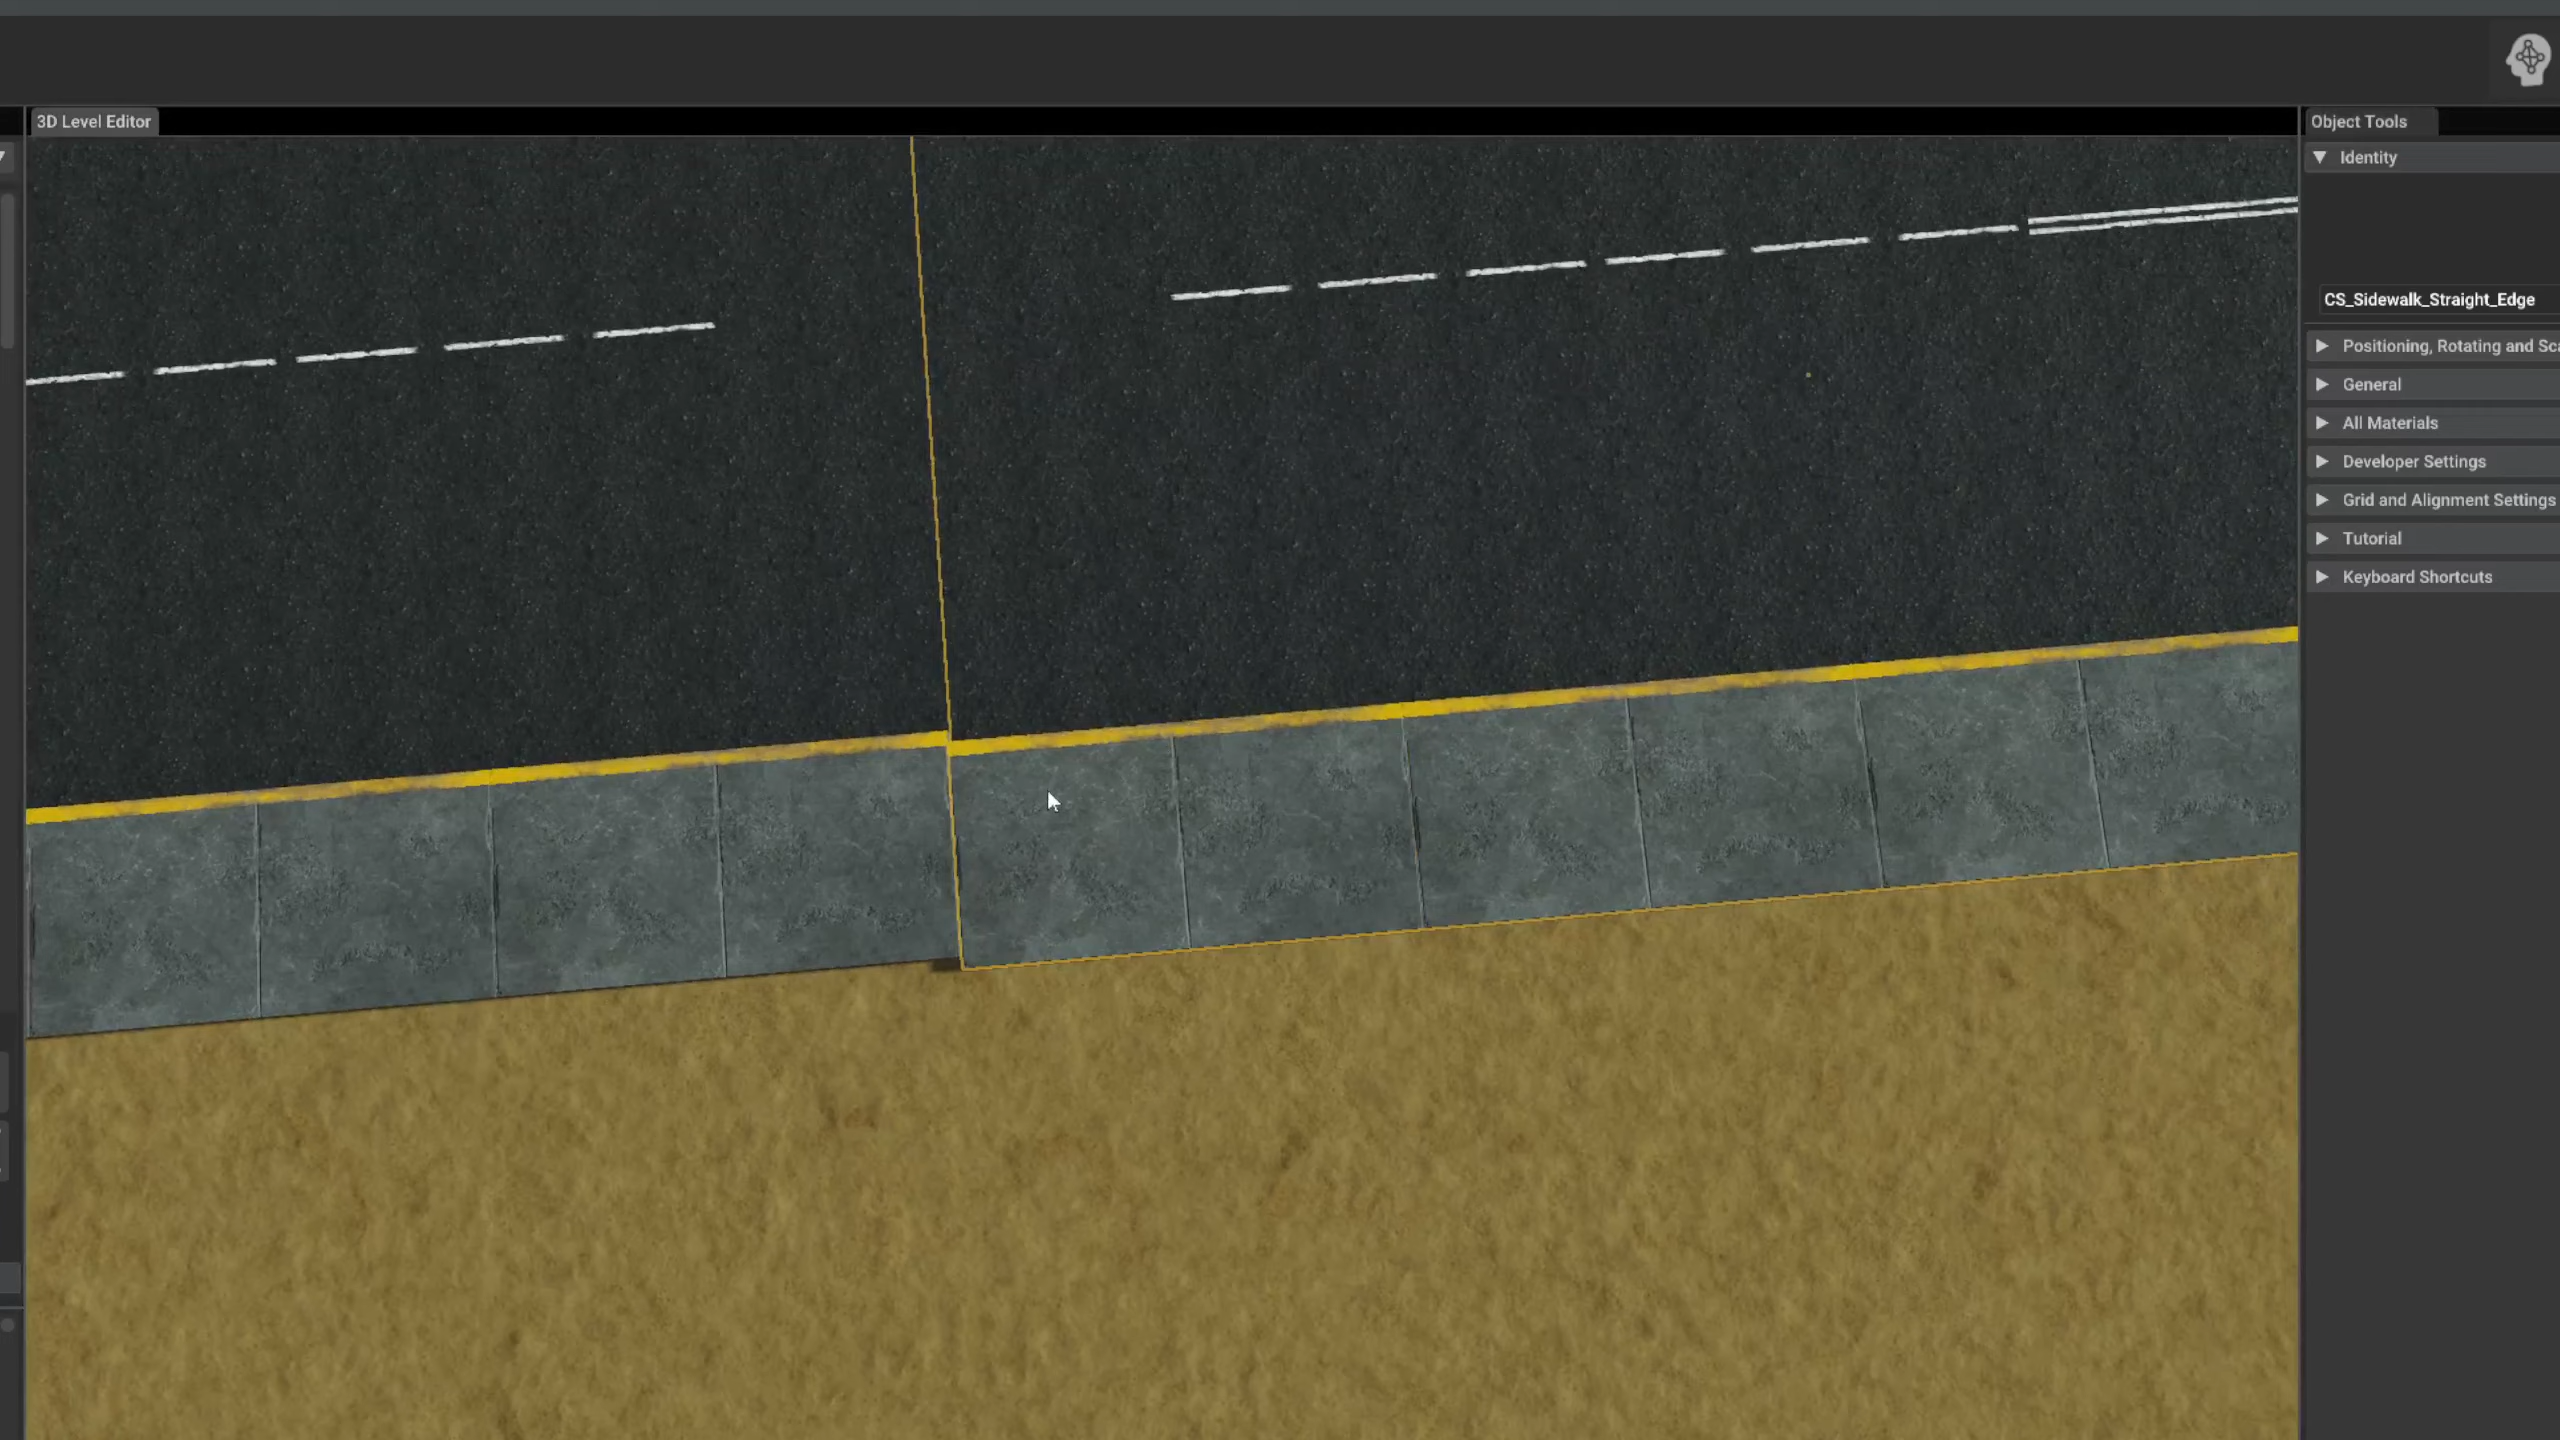 3D Level Editor
Object Tools
Identity
CS_Sidewalk_Straight_Edge
Positioning, Rotating and Sca
General
All Materials
Developer Settings
Grid and Alignment Settings
Tutorial
Keyboard Shortcuts